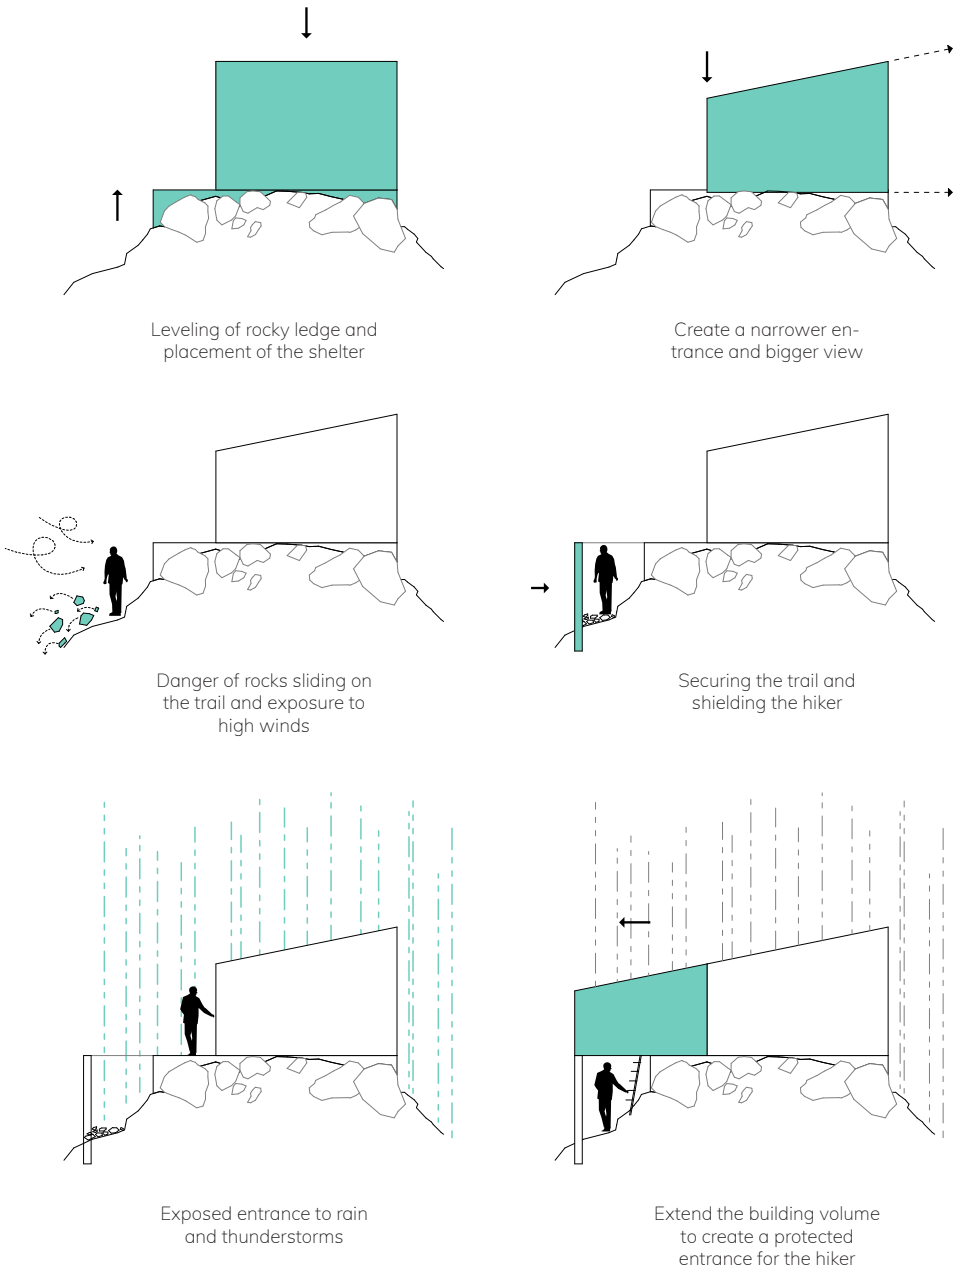 Leveling of rocky ledge and
placement of the shelter
Create a narrower en-
trance and bigger view
Danger of rocks sliding on
the trail and exposure to
high winds
Securing the trail and
shielding the hiker
Exposed entrance to rain
and thunderstorms
Extend the building volume
to create a protected
entrance for the hiker